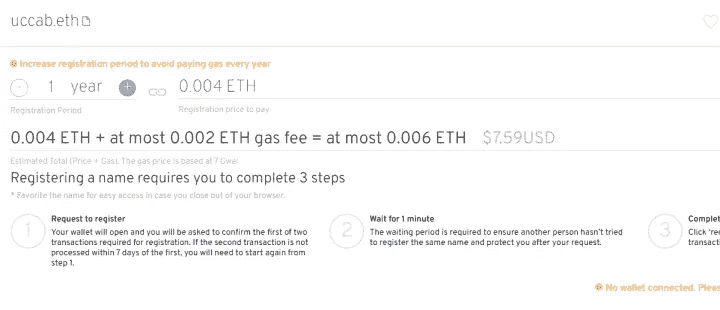 uccab.eth
Increase registration period to avoid paying gas every year
- 1 year + 0.004 ETH
Registration Period Registration price to pay
0.004 ETH + at most 0.002 ETH gas fee = at most 0.006 ETH $7.59USD
Estimated Total (Price + Gas). The gas price is based at 7 Gwei
Registering a name requires you to complete 3 steps
* Favorite the name for easy access in case you close out of your browser.
1
Request to register
Your wallet will open and you will be asked to confirm the first of two
transactions required for registration. If the second transaction is not
processed within 7 days of the first, you will need to start again from
step 1.
2
Wait for 1 minute
The waiting period is required to ensure another person hasn't tried
to register the same name and protect you after your request.
3
Complet
Click 're
transacti
No wallet connected. Pleas